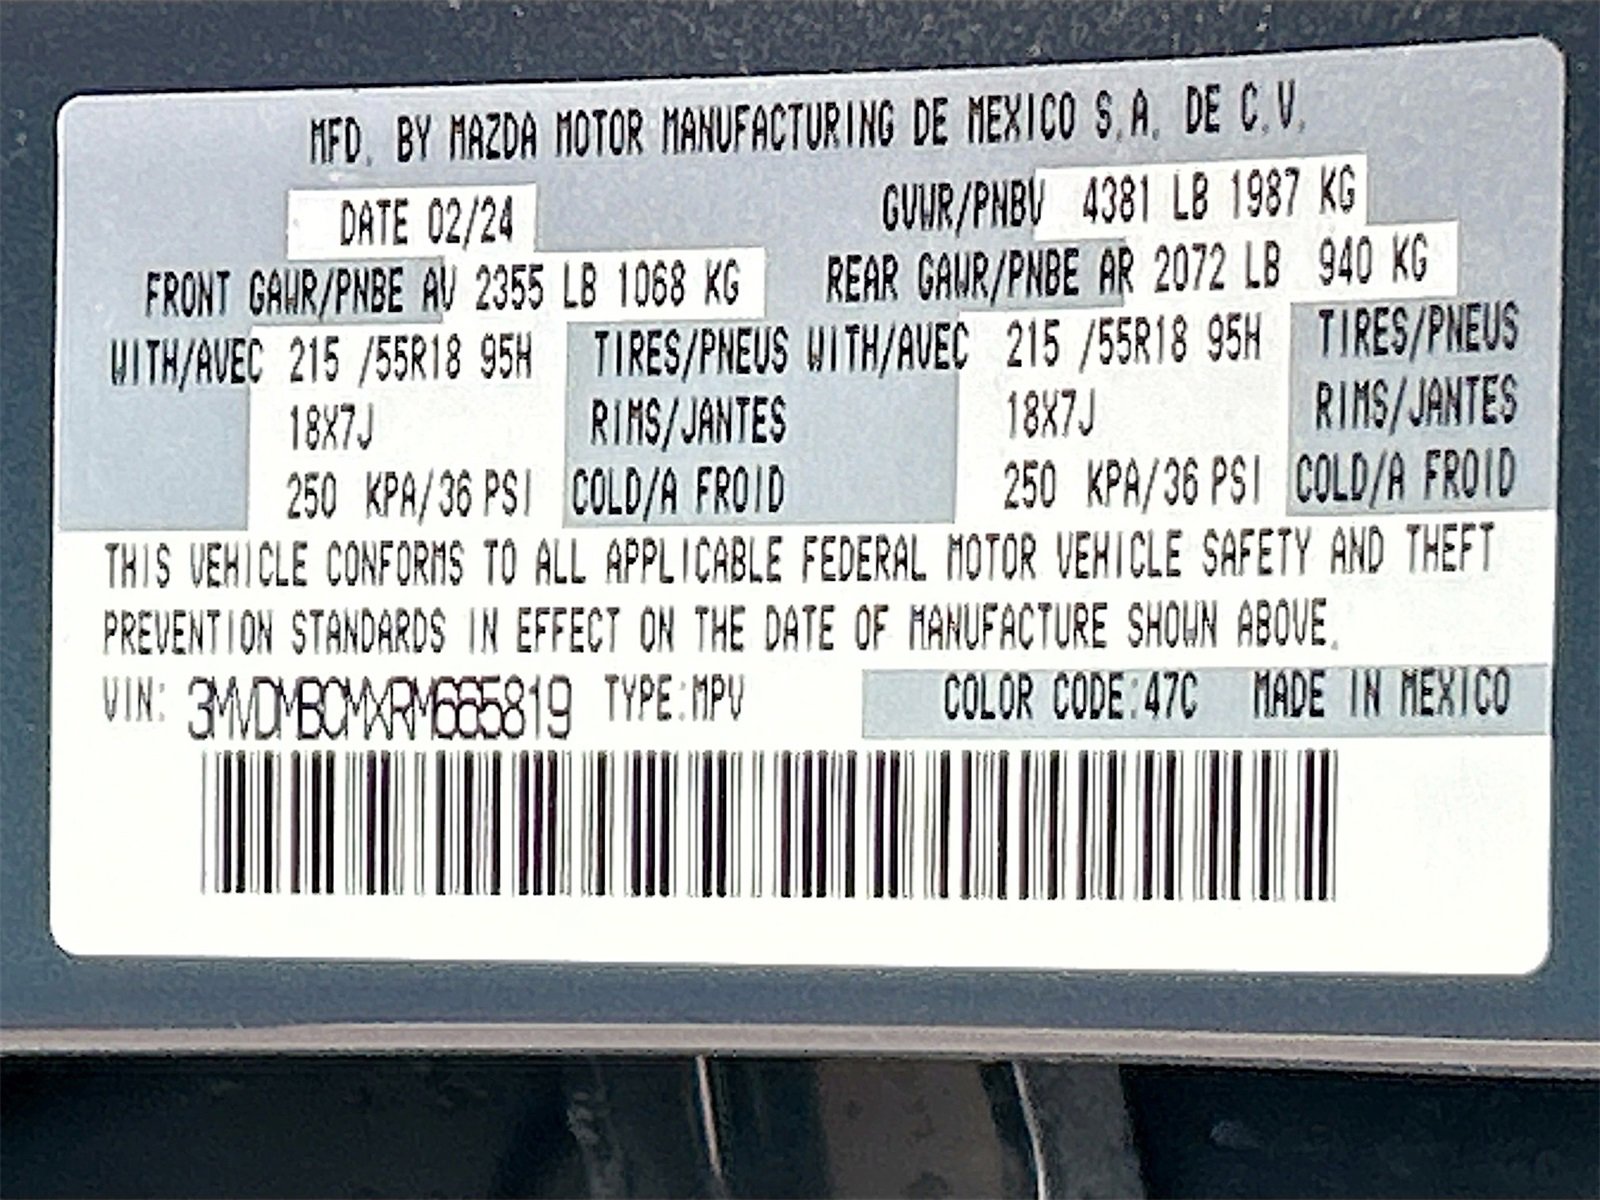 MFD. BY MAZDA MOTOR MANUFACTURING DE MEXICO S.A. DE C.V.
DATE 02/24 GVWR/PNBV 4381 LB 1987 KG
FRONT GAWR/PNBE AV 2355 LB 1068 KG REAR GAWR/PNBE AR 2072 LB 940 KG
WITH/AVEC 215 /55R18 95H TIRES/PNEUS WITH/AVEC 215 /55R18 95H TIRES/PNEUS
18X7J RIMS/JANTES 18X7J RIMS/JANTES
250 KPA/36 PSI COLD/A FROID 250 KPA/36 PSI COLD/A FROID
THIS VEHICLE CONFORMS TO ALL APPLICABLE FEDERAL MOTOR VEHICLE SAFETY AND THEFT
PREVENTION STANDARDS IN EFFECT ON THE DATE OF MANUFACTURE SHOWN ABOVE.
VIN: 3MVDMBCMXRM665819 TYPE:MPV COLOR CODE:47C MADE IN MEXICO